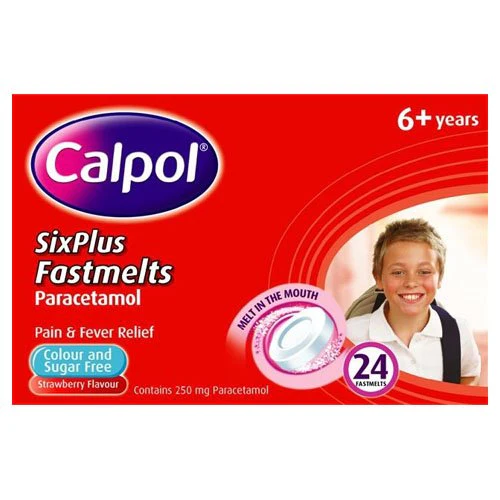 6+ years
Calpol®
SixPlus
Fastmelts
Paracetamol
Pain & Fever Relief
Colour and
Sugar Free
Strawberry Flavour
Contains 250 mg Paracetamol
MELT IN THE MOUTH
24
FASTMELTS